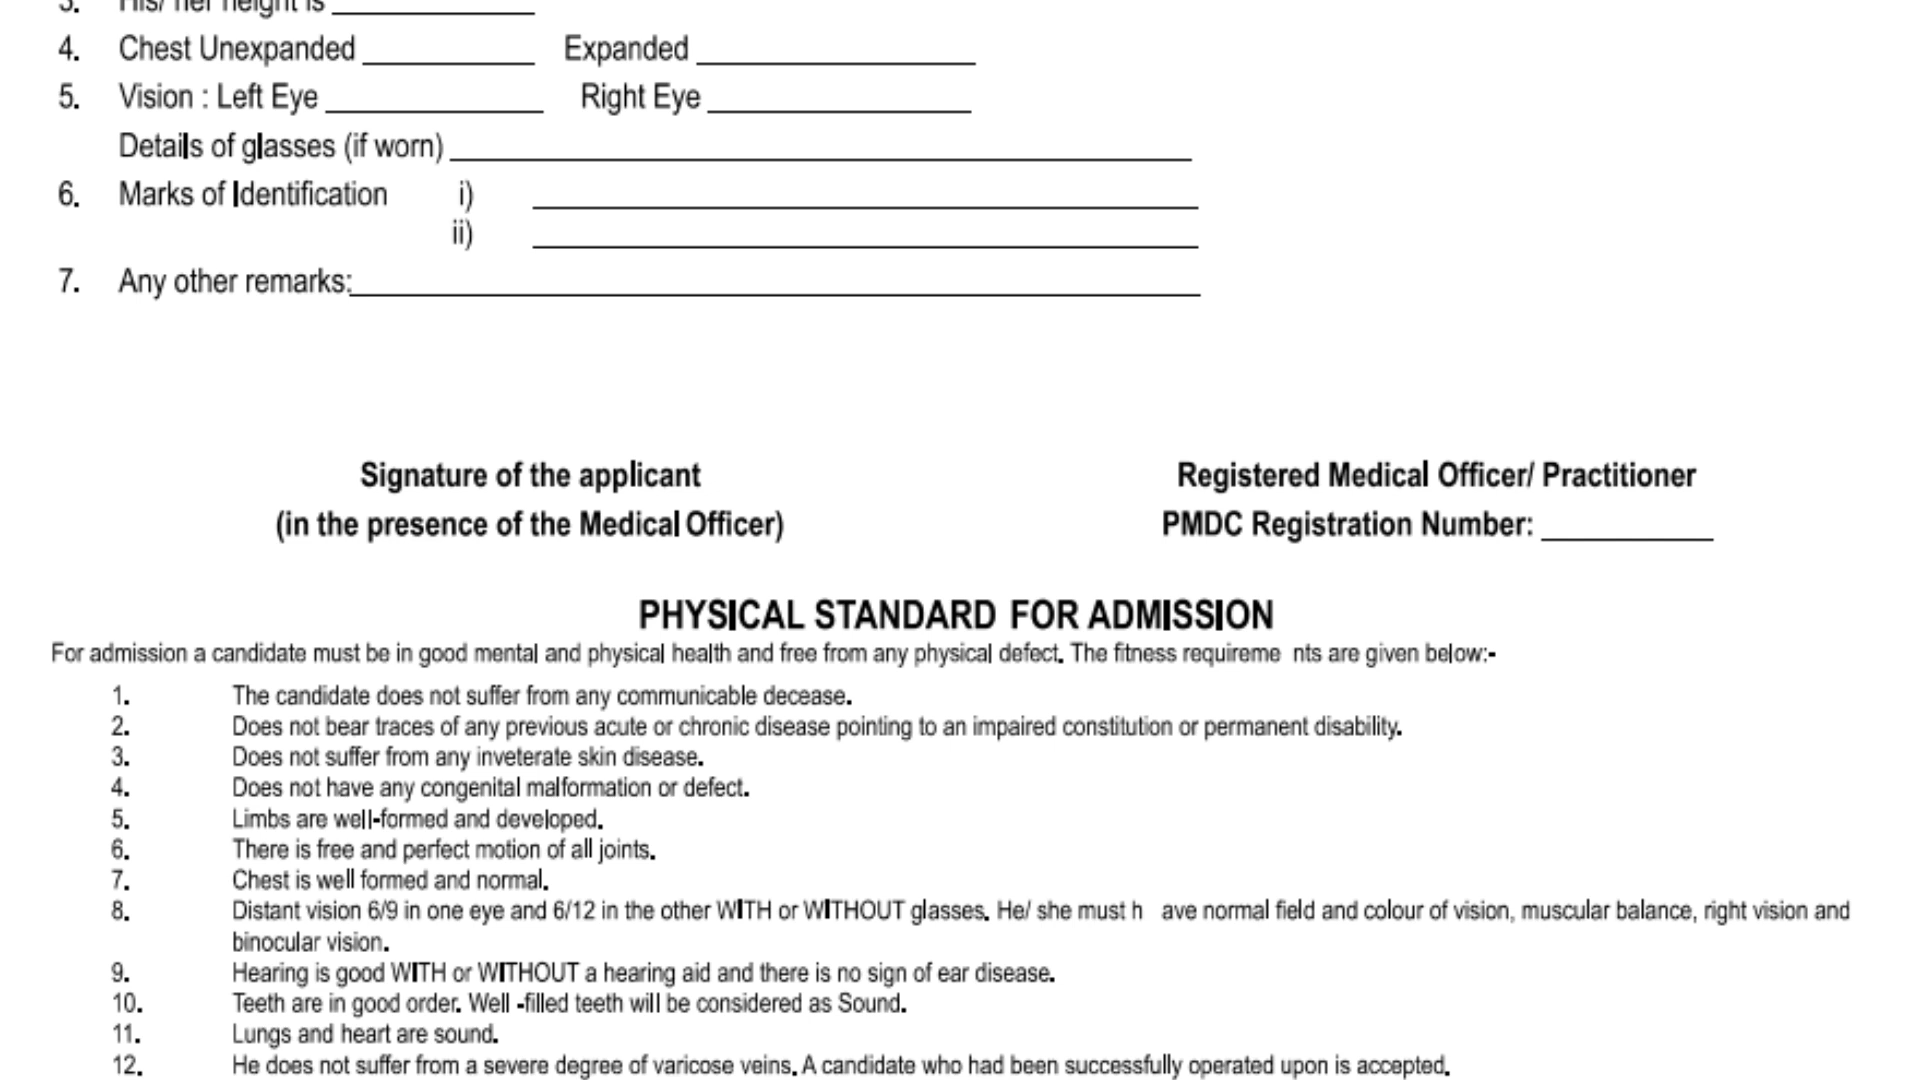 3. His/ her height is ____________
4. Chest Unexpanded ___________ Expanded __________________
5. Vision : Left Eye ______________ Right Eye _________________
Details of glasses (if worn) ________________________________________________
6. Marks of Identification i) ___________________________________________
ii) ___________________________________________
7. Any other remarks:_______________________________________________________
Signature of the applicant Registered Medical Officer/ Practitioner
(in the presence of the Medical Officer) PMDC Registration Number: ___________
PHYSICAL STANDARD FOR ADMISSION
For admission a candidate must be in good mental and physical health and free from any physical defect. The fitness requireme nts are given below:-
1. The candidate does not suffer from any communicable decease.
2. Does not bear traces of any previous acute or chronic disease pointing to an impaired constitution or permanent disability.
3. Does not suffer from any inveterate skin disease.
4. Does not have any congenital malformation or defect.
5. Limbs are well-formed and developed.
6. There is free and perfect motion of all joints.
7. Chest is well formed and normal.
8. Distant vision 6/9 in one eye and 6/12 in the other WITH or WITHOUT glasses. He/ she must h ave normal field and colour of vision, muscular balance, right vision and
binocular vision.
9. Hearing is good WITH or WITHOUT a hearing aid and there is no sign of ear disease.
10. Teeth are in good order. Well -filled teeth will be considered as Sound.
11. Lungs and heart are sound.
12. He does not suffer from a severe degree of varicose veins. A candidate who had been successfully operated upon is accepted.